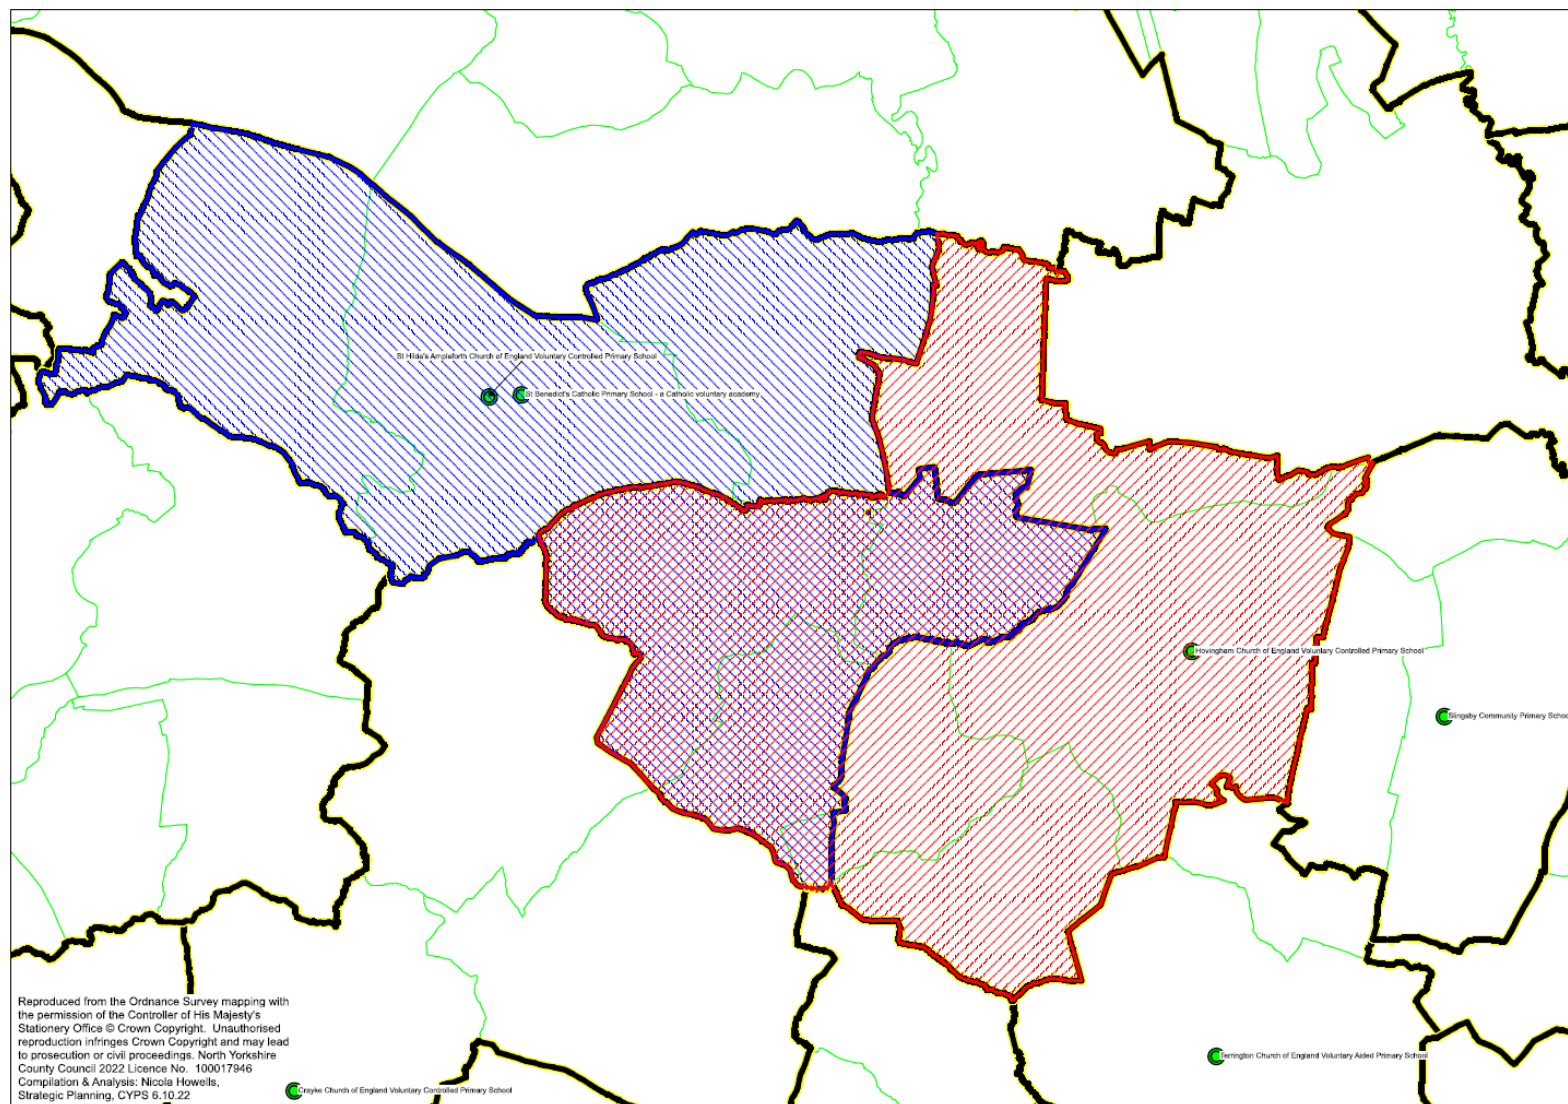 St Hilda's Ampleforth Church of England Voluntary Controlled Primary School
St Benedict's Catholic Primary School - a Catholic voluntary academy
Hovingham Church of England Voluntary Controlled Primary School
Slingsby Community Primary Schoo
Reproduced from the Ordnance Survey mapping with
the permission of the Controller of His Majesty's
Stationery Office © Crown Copyright. Unauthorised
reproduction infringes Crown Copyright and may lead
to prosecution or civil proceedings. North Yorkshire
County Council 2022 Licence No. 100017946
Compilation & Analysis: Nicola Howells,
Strategic Planning, CYPS 6.10.22
Terrington Church of England Voluntary Aided Primary School
Crayke Church of England Voluntary Controlled Primary School